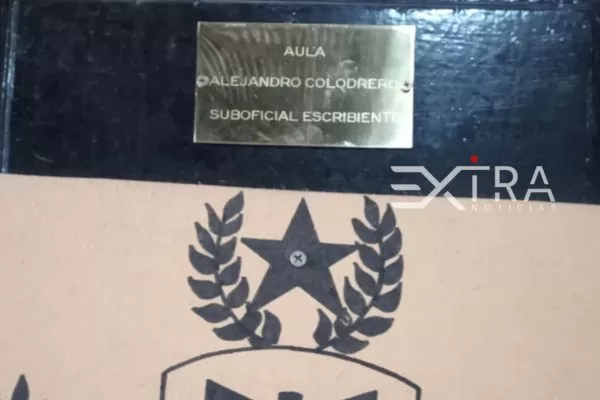 AULA
ALEJANDRO COLODRERO
SUBOFICIAL ESCRIBIENTE
EXTRA
NOTICIAS